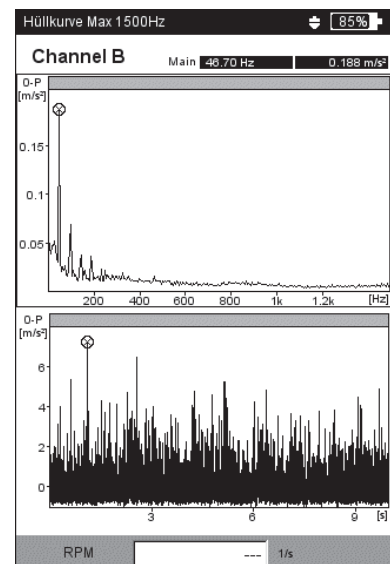 Hüllkurve Max 1500Hz 85%
Channel B Main 46.70 Hz 0.188 m/s²
0-P
[m/s²]
0.15
0.1
0.05
200 400 600 800 1k 1.2k [Hz]
0-P
[m/s²]
6
4
2
0
3 6 9 [s]
RPM --- 1/s